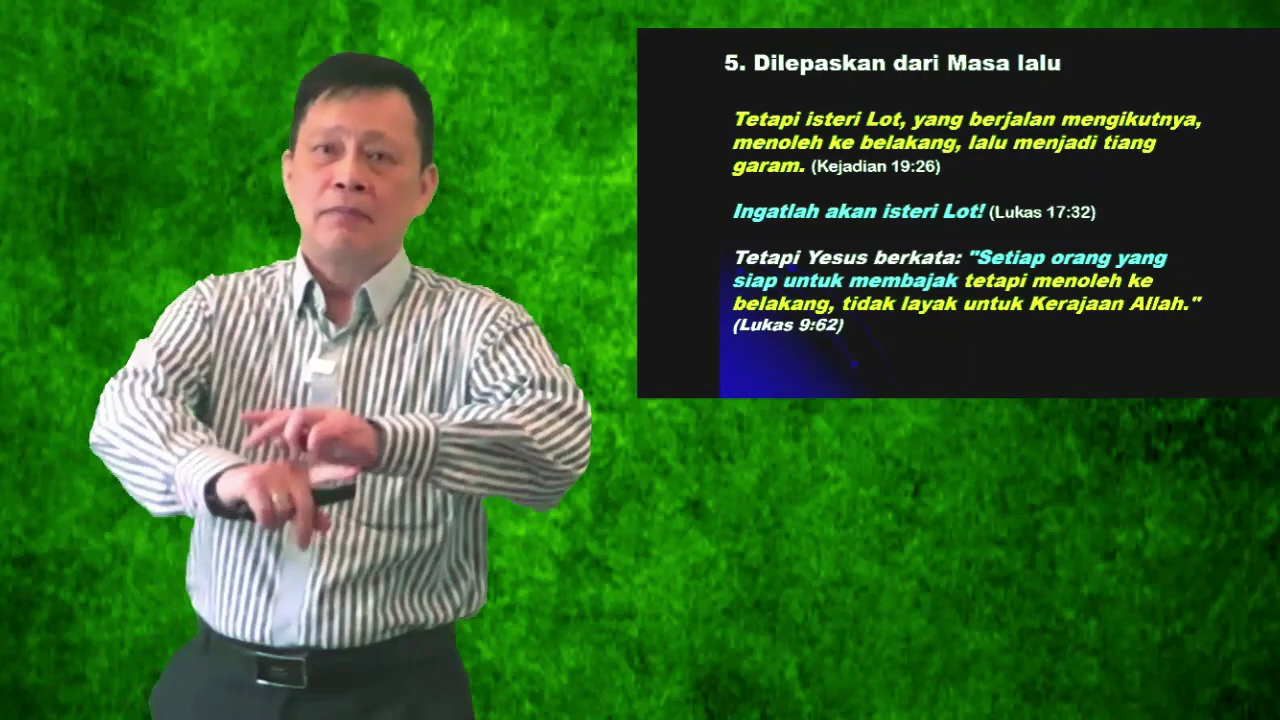 5. Dilepaskan dari Masa lalu
Tetapi isteri Lot, yang berjalan mengikutnya,
menoleh ke belakang, lalu menjadi tiang
garam. (Kejadian 19:26)
Ingatlah akan isteri Lot! (Lukas 17:32)
Tetapi Yesus berkata: "Setiap orang yang
siap untuk membajak tetapi menoleh ke
belakang, tidak layak untuk Kerajaan Allah."
(Lukas 9:62)